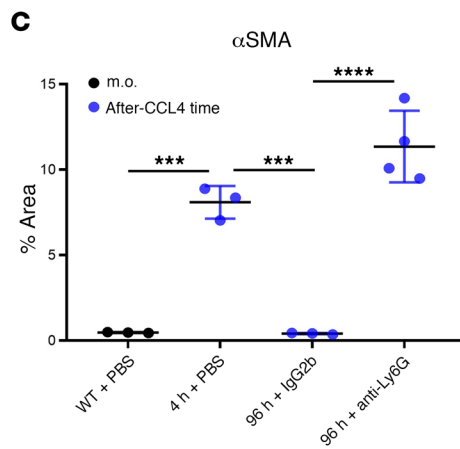 c
αSMA
m.o.
After-CCL4 time
% Area
15
10
5
0
***
***
****
WT + PBS
4 h + PBS
96 h + IgG2b
96 h + anti-Ly6G